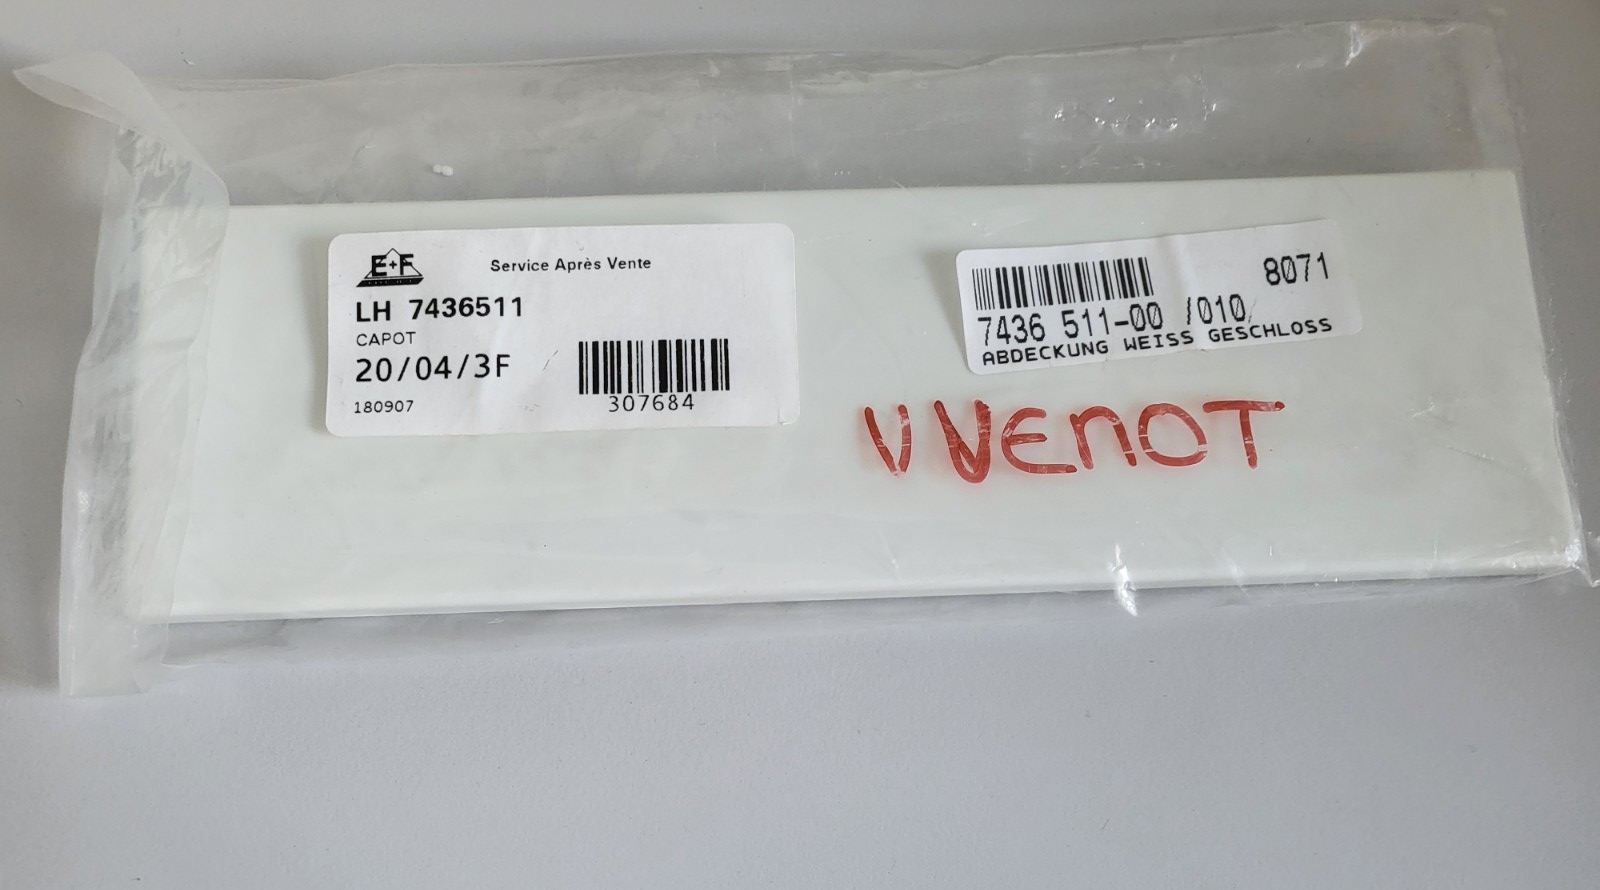 E+F
Service Après Vente
LH 7436511
CAPOT
20/04/3F
180907
307684
8071
7436 511-00 /010/
ABDECKUNG WEISS GESCHLOSS
V VENOT